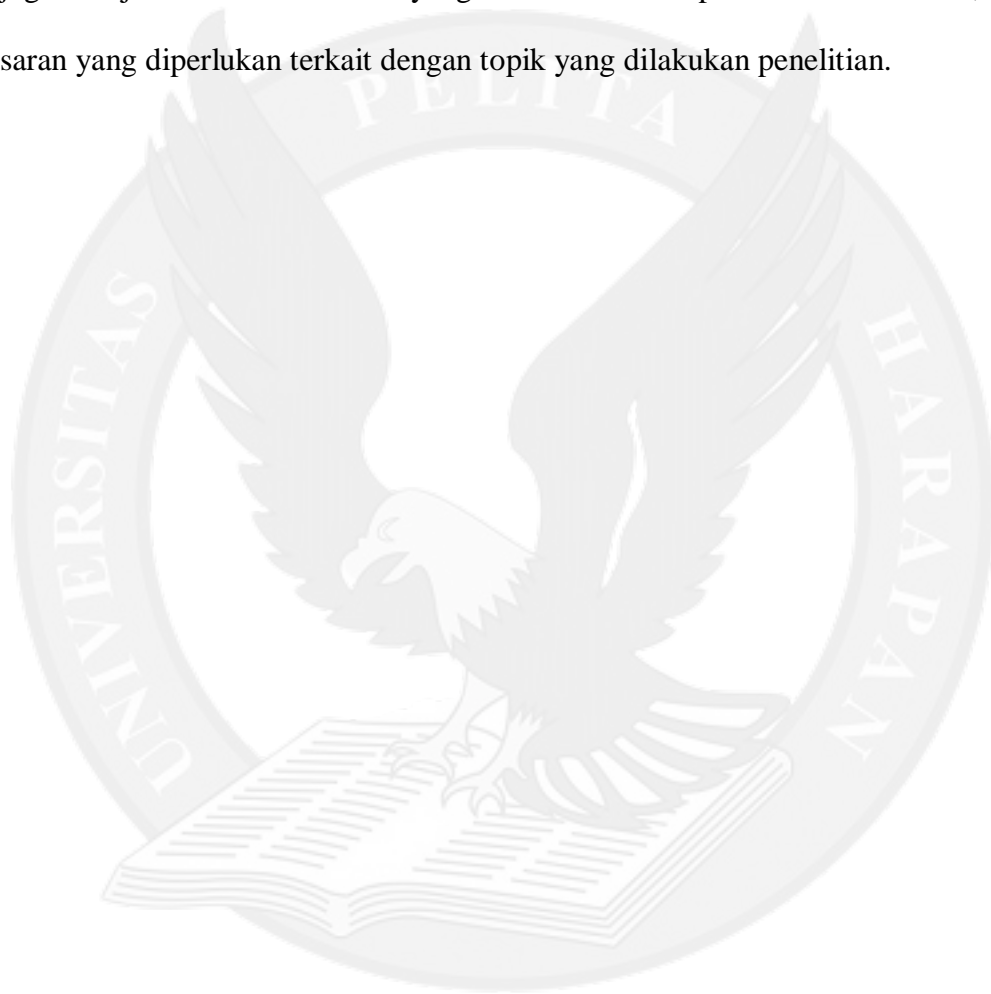 saran yang diperlukan terkait dengan topik yang dilakukan penelitian.
UNIVERSITAS PELITA HARAPAN